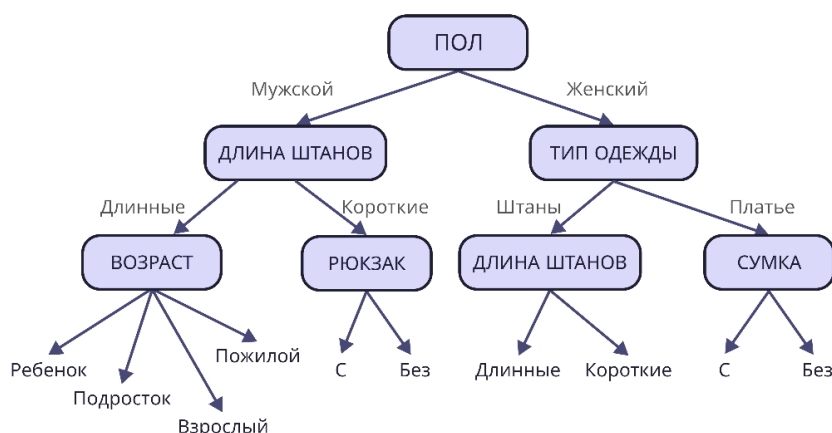 ПОЛ
Мужской
Женский
ДЛИНА ШТАНОВ
ТИП ОДЕЖДЫ
Длинные
Короткие
Штаны
Платье
ВОЗРАСТ
РЮКЗАК
ДЛИНА ШТАНОВ
СУМКА
Ребенок
Подросток
Взрослый
Пожилой
С
Без
Длинные
Короткие
С
Без